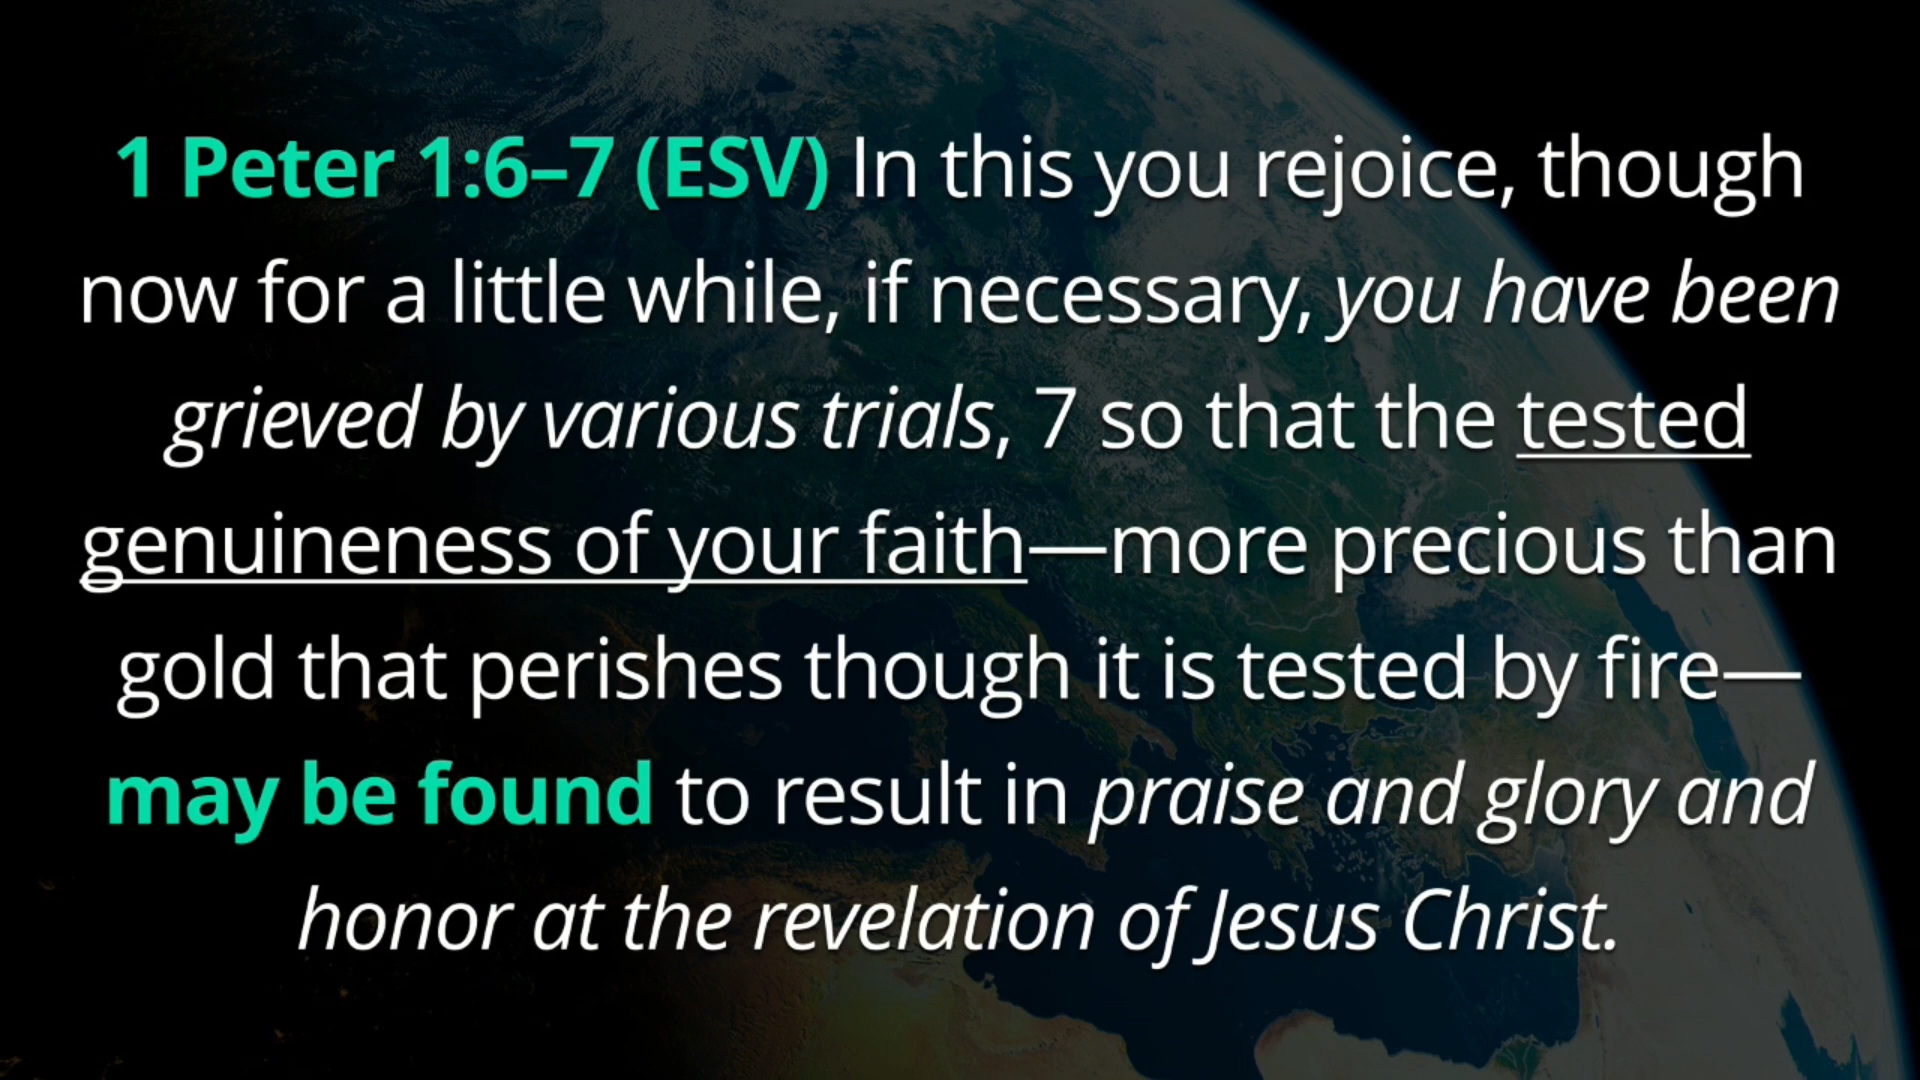 1 Peter 1:6–7 (ESV) In this you rejoice, though
now for a little while, if necessary, you have been
grieved by various trials, 7 so that the tested
genuineness of your faith—more precious than
gold that perishes though it is tested by fire—
may be found to result in praise and glory and
honor at the revelation of Jesus Christ.